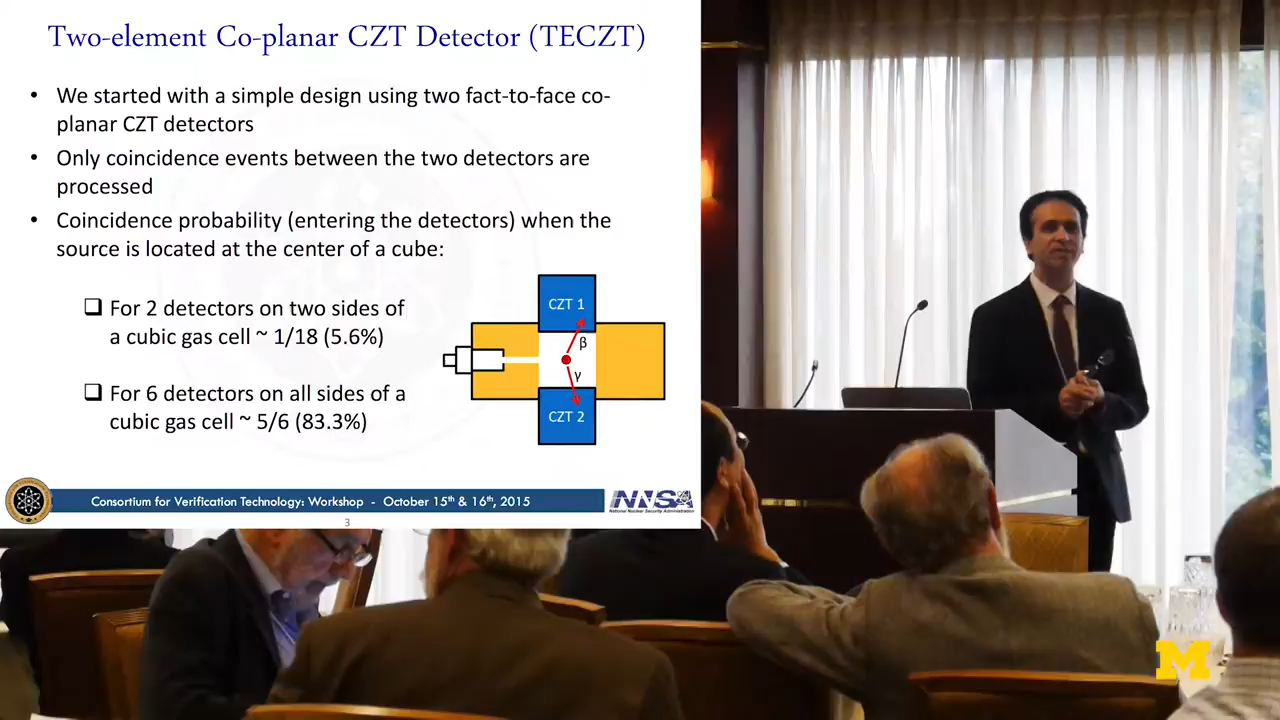 Two-element Co-planar CZT Detector (TECZT)
• We started with a simple design using two fact-to-face co-
planar CZT detectors
• Only coincidence events between the two detectors are
processed
• Coincidence probability (entering the detectors) when the
source is located at the center of a cube:
❑ For 2 detectors on two sides of
a cubic gas cell ~ 1/18 (5.6%)
❑ For 6 detectors on all sides of a
cubic gas cell ~ 5/6 (83.3%)
CZT 1
β
γ
CZT 2
Consortium for Verification Technology: Workshop - October 15th & 16th, 2015
NNSA
National Nuclear Security Administration
3
M